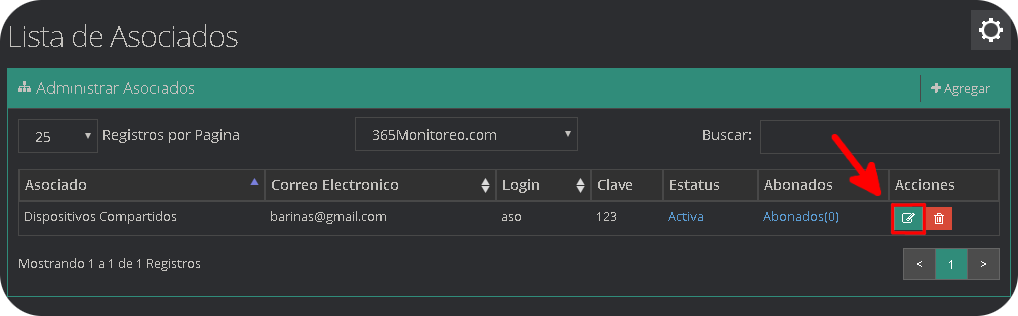 Lista de Asociados
Administrar Asociados
Agregar
25 Registros por Pagina 365Monitoreo.com Buscar:
Asociado Correo Electronico Login Clave Estatus Abonados Acciones
Dispositivos Compartidos barinas@gmail.com aso 123 Activa Abonados(0)
Mostrando 1 a 1 de 1 Registros < 1 >